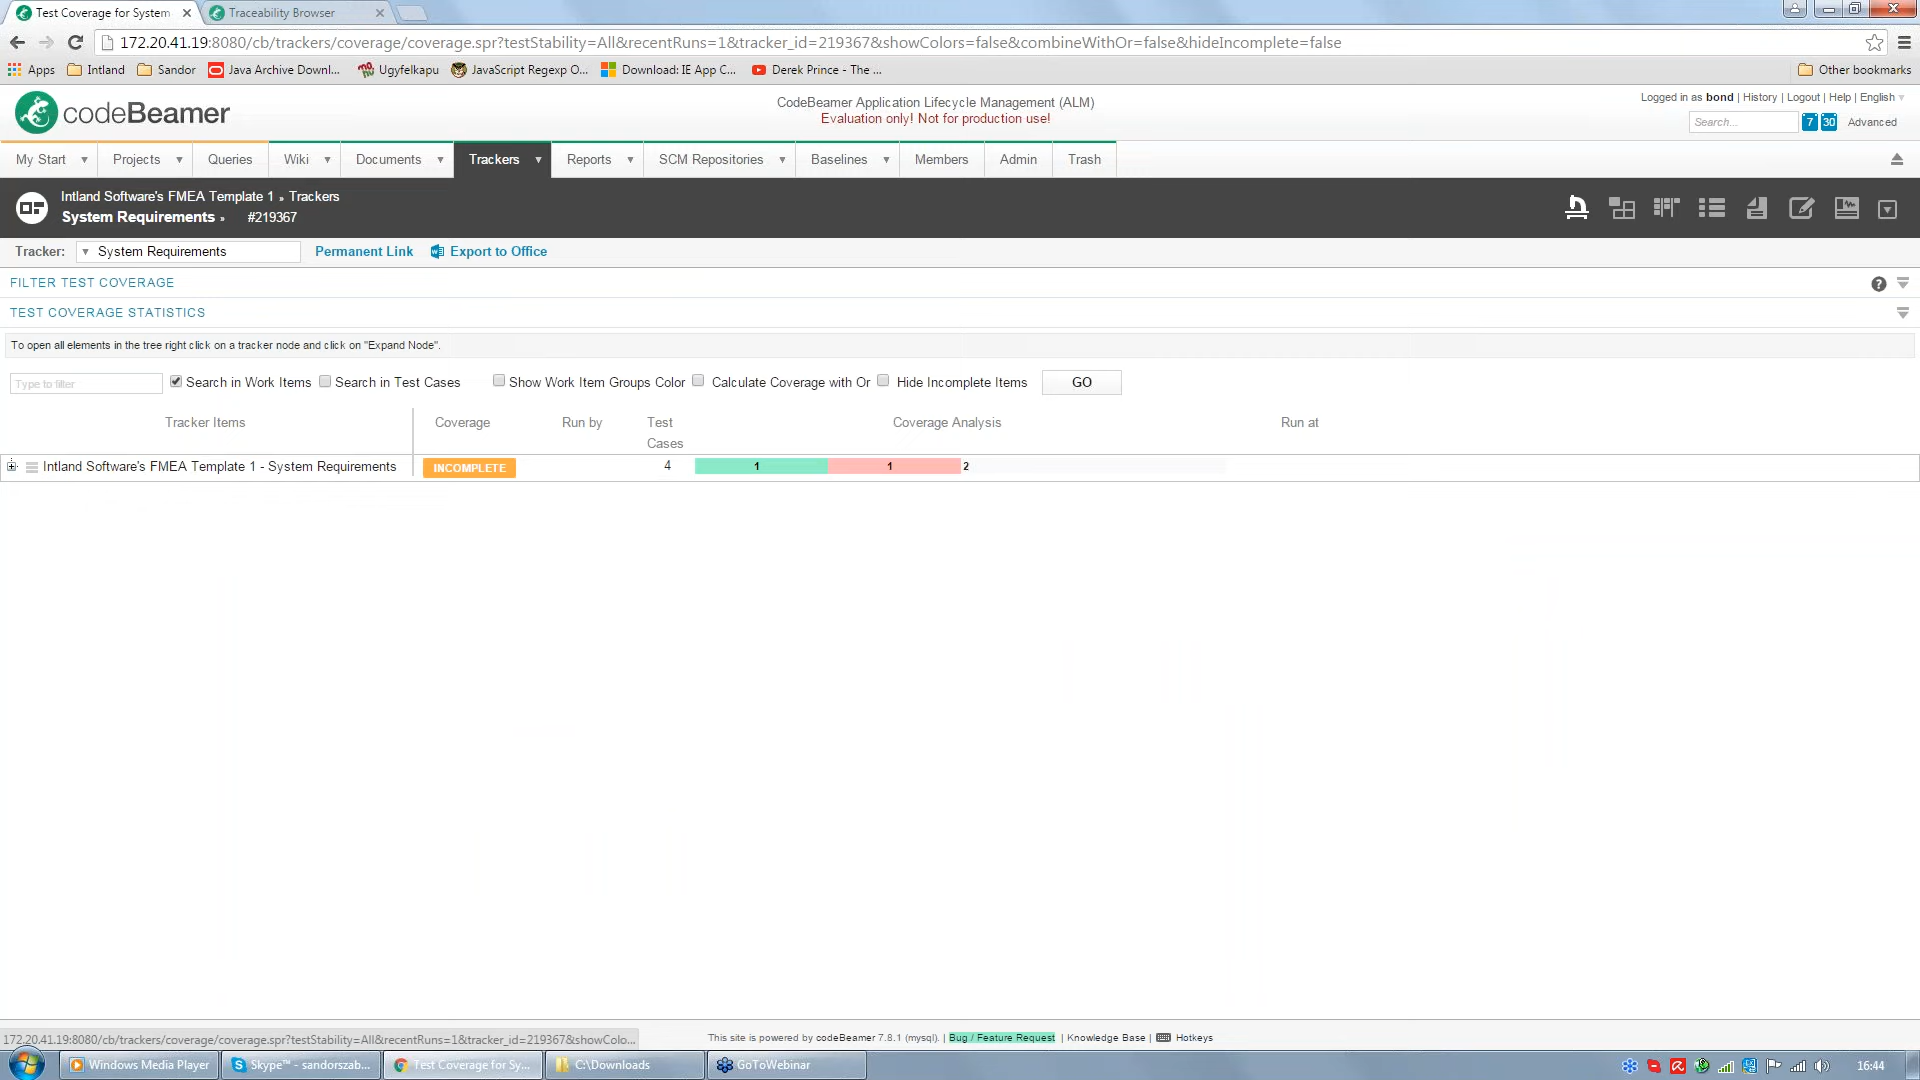 Test Coverage for System
Traceability Browser
172.20.41.19:8080/cb/trackers/coverage/coverage.spr?testStability=All&recentRuns=1&tracker_id=219367&showColors=false&combineWithOr=false&hideIncomplete=false
Apps Intland Sandor Java Archive Downl... Ugyfelkapu JavaScript Regexp O... Download: IE App C... Derek Prince - The ... Other bookmarks
codeBeamer
CodeBeamer Application Lifecycle Management (ALM)
Evaluation only! Not for production use!
Logged in as bond | History | Logout | Help | English
Search... 7 30 Advanced
My Start Projects Queries Wiki Documents Trackers Reports SCM Repositories Baselines Members Admin Trash
Intland Software's FMEA Template 1 » Trackers
System Requirements » #219367
Tracker: System Requirements Permanent Link Export to Office
FILTER TEST COVERAGE
TEST COVERAGE STATISTICS
To open all elements in the tree right click on a tracker node and click on "Expand Node".
Type to filter Search in Work Items Search in Test Cases Show Work Item Groups Color Calculate Coverage with Or Hide Incomplete Items GO
Tracker Items Coverage Run by Test Cases Coverage Analysis Run at
Intland Software's FMEA Template 1 - System Requirements INCOMPLETE 4 1 1 2
This site is powered by codeBeamer 7.8.1 (mysql). | Bug / Feature Request | Knowledge Base | Hotkeys
172.20.41.19:8080/cb/trackers/coverage/coverage.spr?testStability=All&recentRuns=1&tracker_id=219367&showColo...
Windows Media Player Skype™ - sandorszab... Test Coverage for Sy... C:\Downloads GoToWebinar 16:44